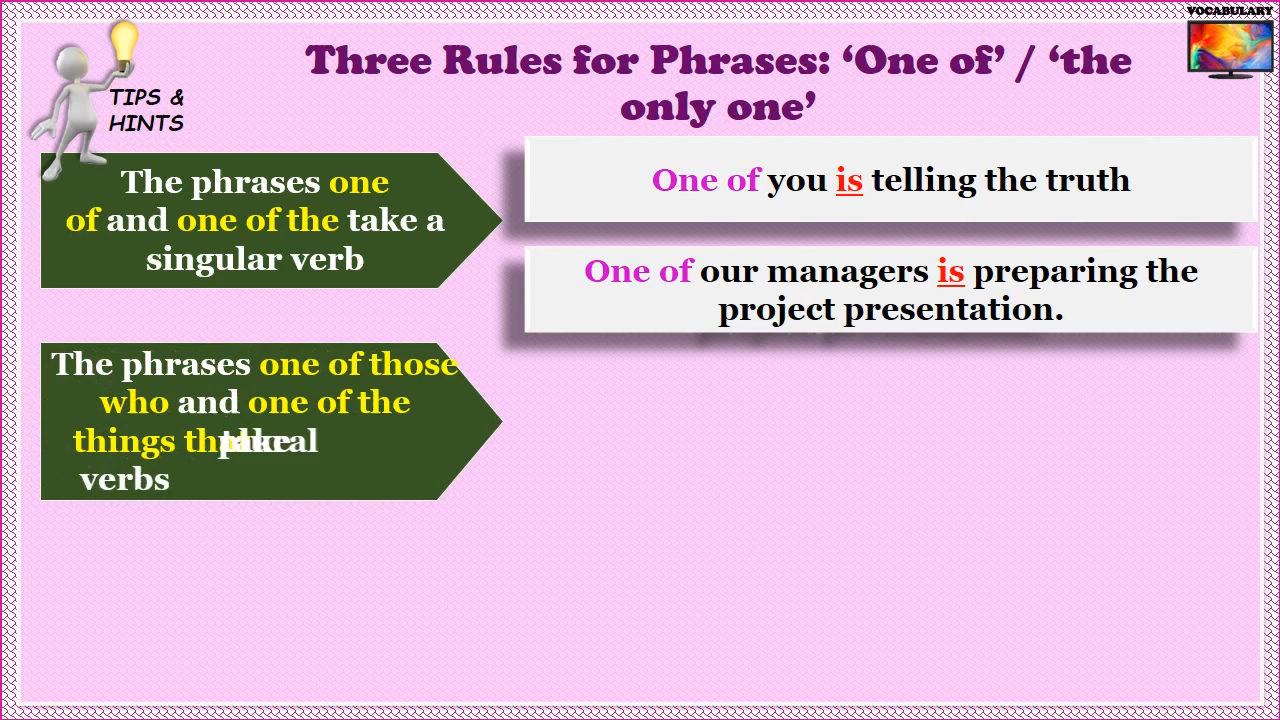 VOCABULARY
Three Rules for Phrases: ‘One of’ / ‘the
only one’
TIPS &
HINTS
The phrases one
of and one of the take a
singular verb
One of you is telling the truth
One of our managers is preparing the
project presentation.
The phrases one of those
who and one of the
things
verbs